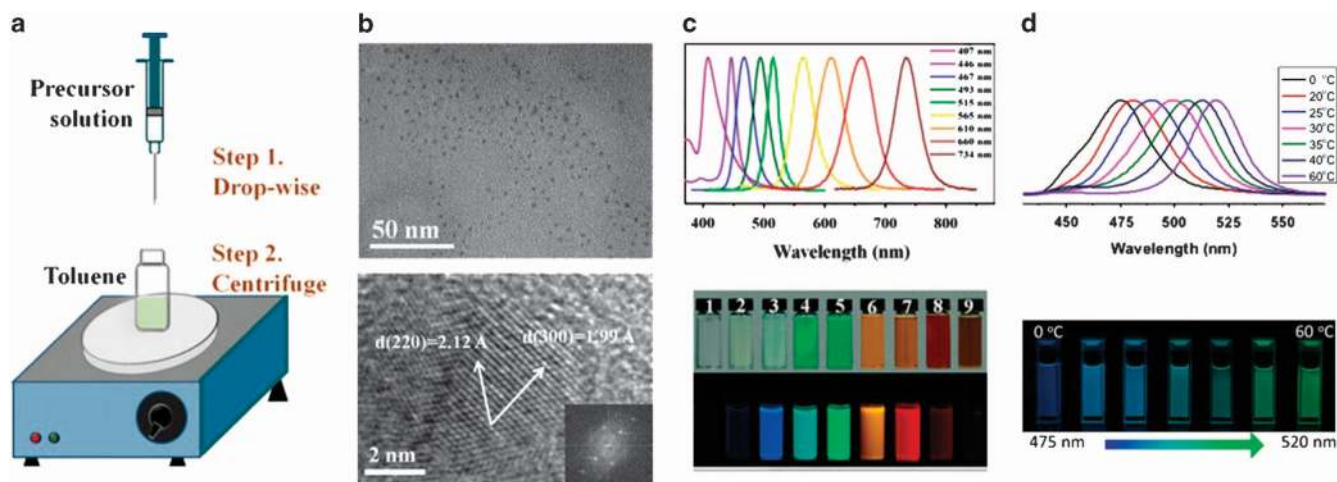 a
Precursor
solution
Step 1.
Drop-wise
Toluene
Step 2.
Centrifuge
b
50 nm
d(220)=2.12 Å
d(300)=1.99 Å
2 nm
c
407 nm
446 nm
467 nm
493 nm
515 nm
565 nm
610 nm
660 nm
734 nm
400 500 600 700 800
Wavelength (nm)
1 2 3 4 5 6 7 8 9
d
0 °C
20°C
25°C
30°C
35°C
40°C
60°C
450 475 500 525 550
Wavelength (nm)
0 °C 60 °C
475 nm 520 nm